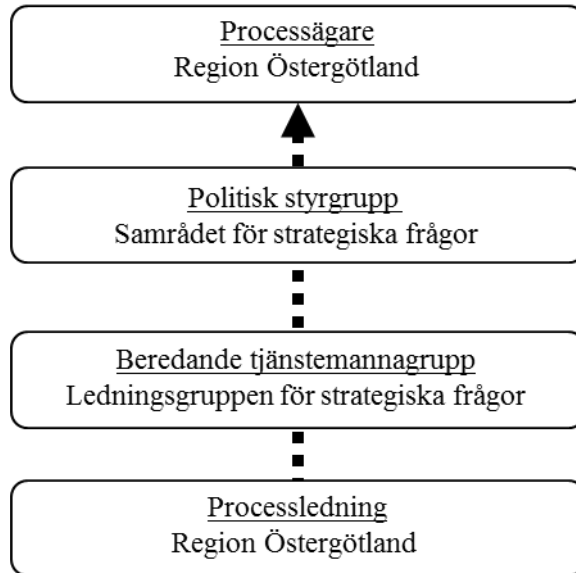 Processägare
Region Östergötland
Politisk styrgrupp
Samrådet för strategiska frågor
Beredande tjänstemannagrupp
Ledningsgruppen för strategiska frågor
Processledning
Region Östergötland